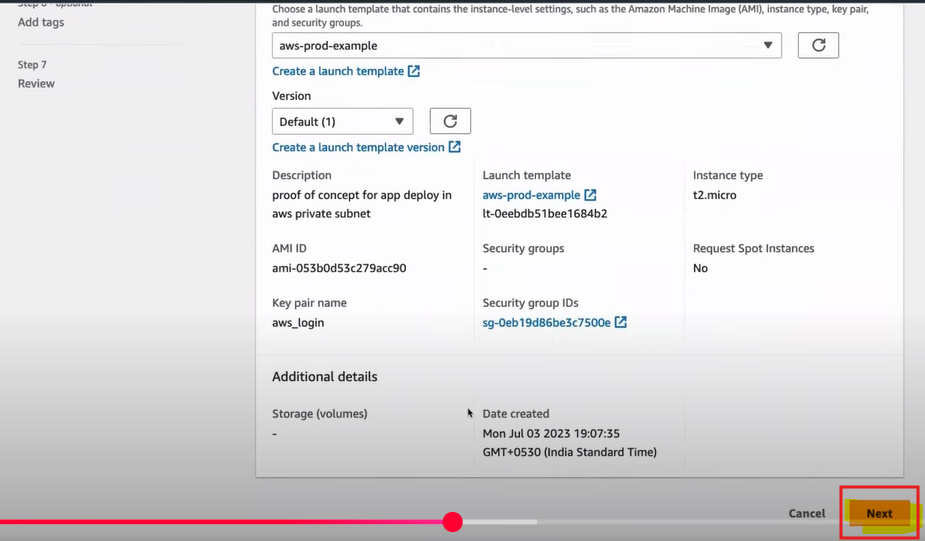 Step 6 - optional
Add tags
Step 7
Review
Choose a launch template that contains the instance-level settings, such as the Amazon Machine Image (AMI), instance type, key pair,
and security groups.
aws-prod-example
Create a launch template
Version
Default (1)
Create a launch template version
Description
proof of concept for app deploy in
aws private subnet
Launch template
aws-prod-example
lt-0eebdb51bee1684b2
Instance type
t2.micro
AMI ID
ami-053b0d53c279acc90
Security groups
-
Request Spot Instances
No
Key pair name
aws_login
Security group IDs
sg-0eb19d86be3c7500e
Additional details
Storage (volumes)
-
Date created
Mon Jul 03 2023 19:07:35
GMT+0530 (India Standard Time)
Cancel
Next